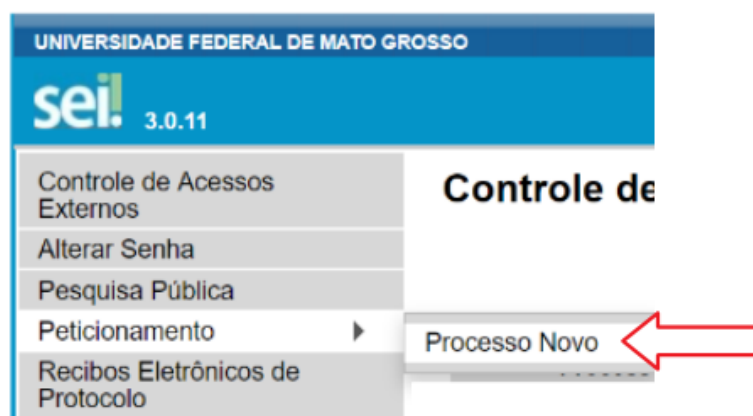 UNIVERSIDADE FEDERAL DE MATO GROSSO
sei! 3.0.11
Controle de Acessos
Externos
Controle de
Alterar Senha
Pesquisa Pública
Peticionamento
Processo Novo
Recibos Eletrônicos de
Protocolo